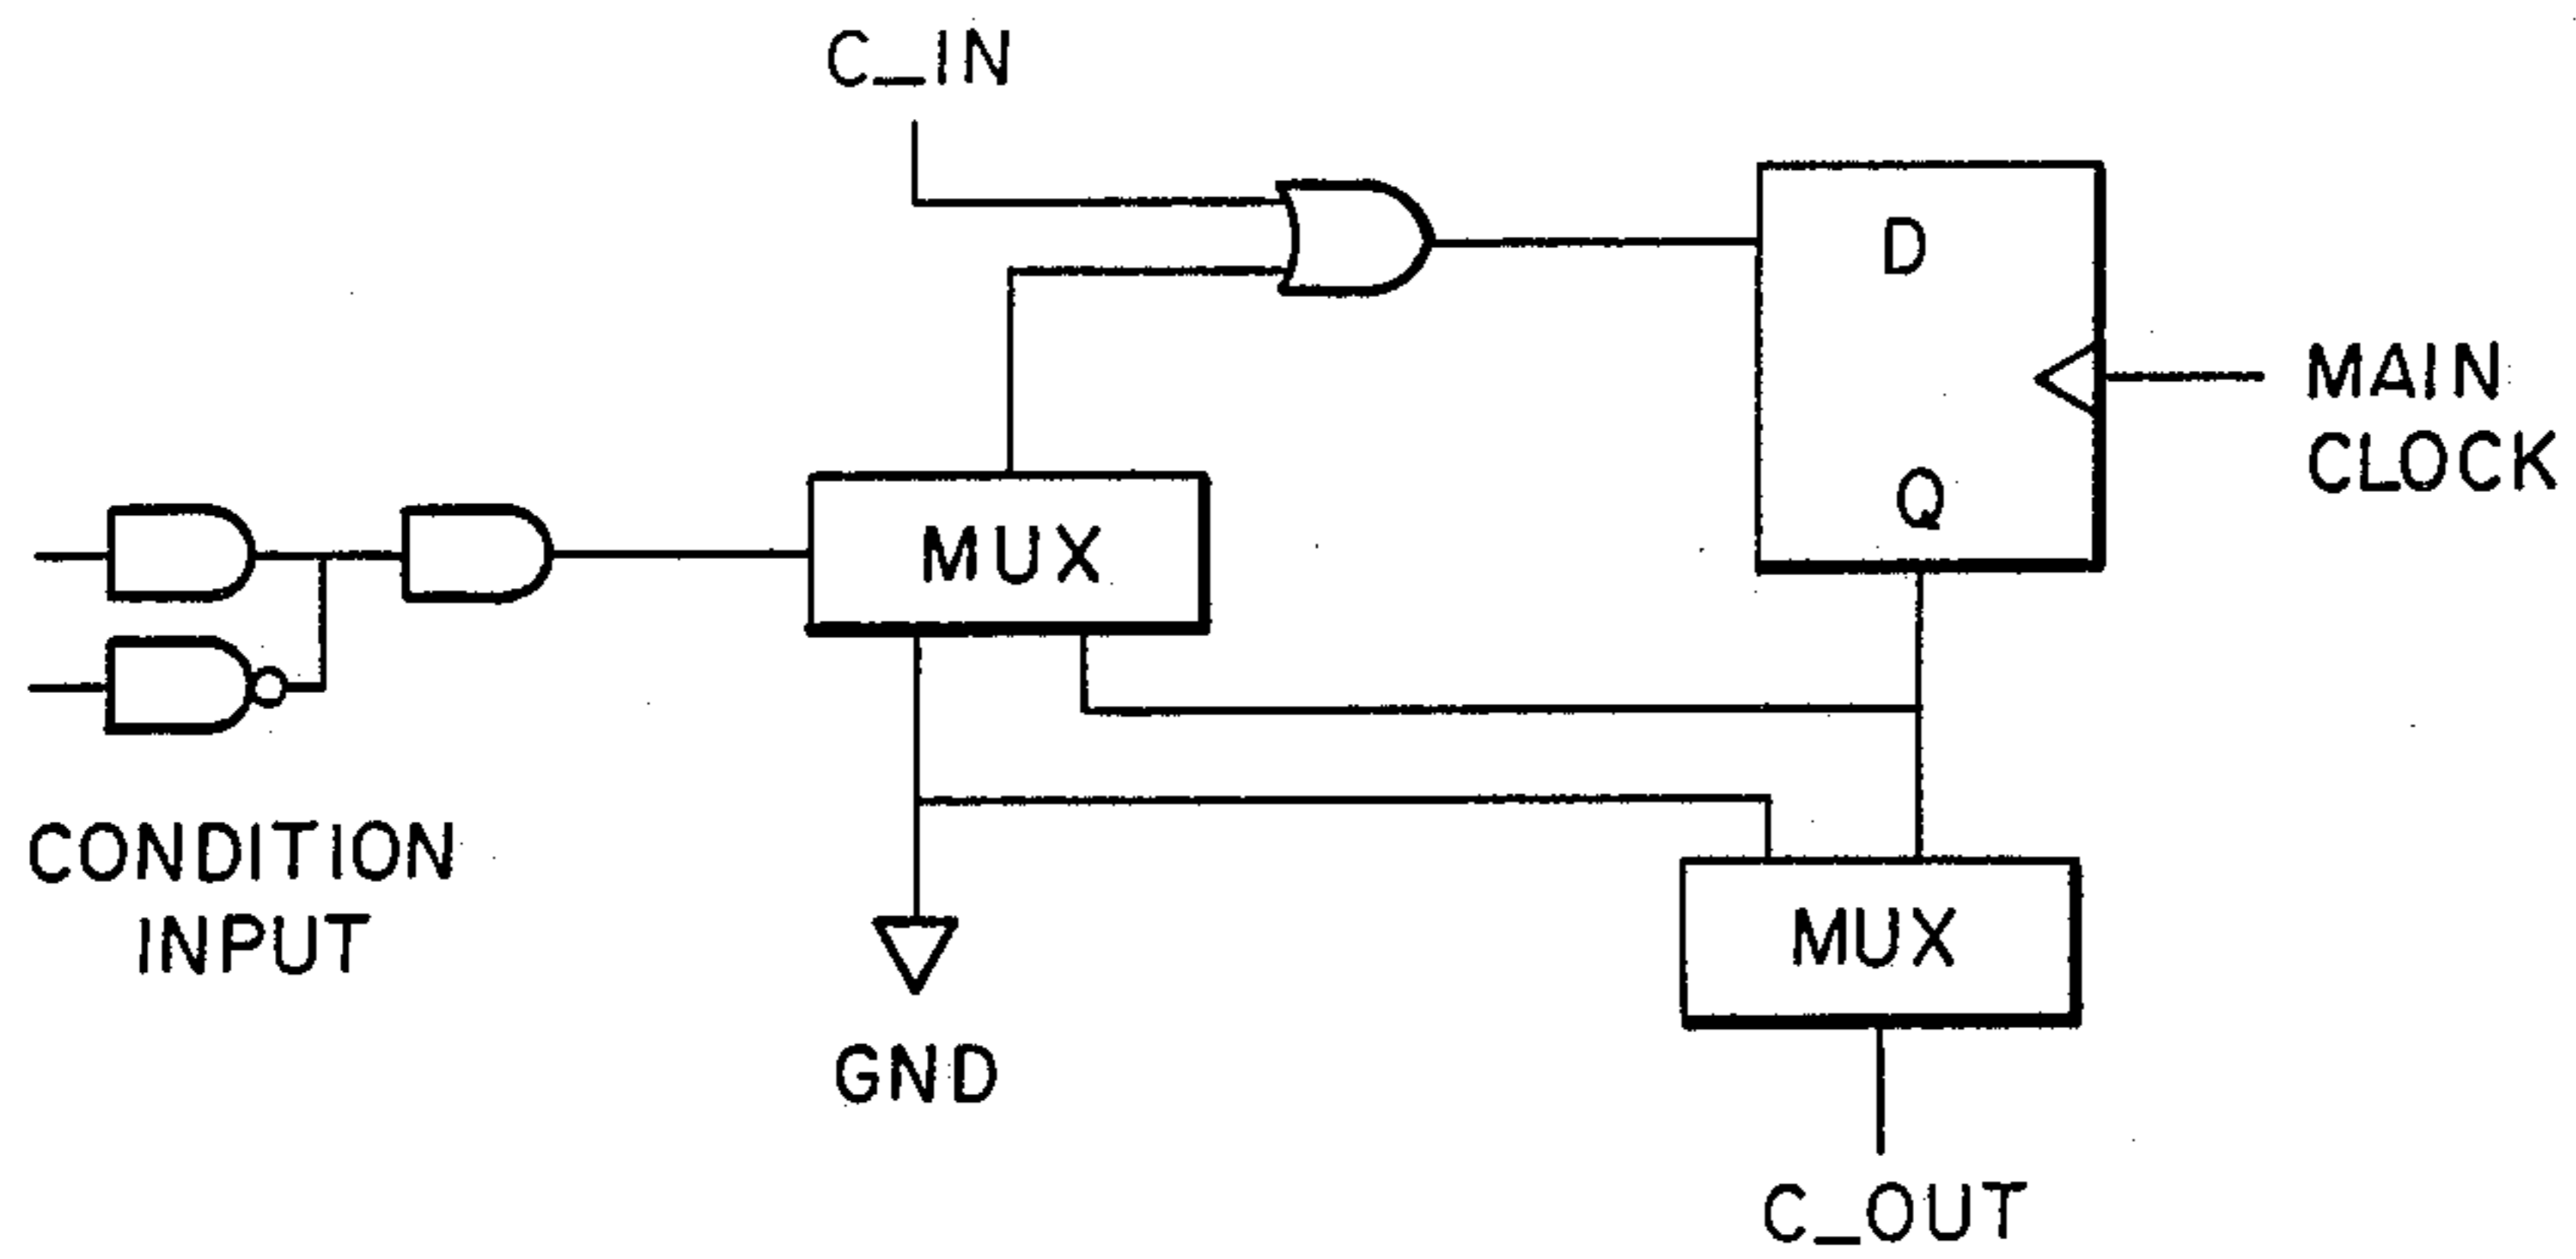 C_IN
D
MAIN
CLOCK
Q
MUX
CONDITION
INPUT
MUX
GND
C_OUT